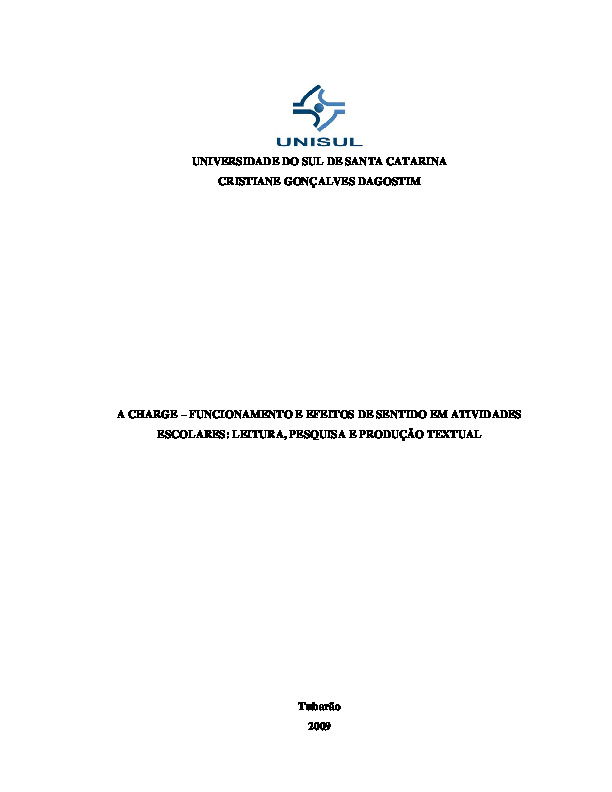 UNISUL
UNIVERSIDADE DO SUL DE SANTA CATARINA
CRISTIANE GONÇALVES DAGOSTIM
A CHARGE – FUNCIONAMENTO E EFEITOS DE SENTIDO EM ATIVIDADES
ESCOLARES: LEITURA, PESQUISA E PRODUÇÃO TEXTUAL
Tubarão
2009